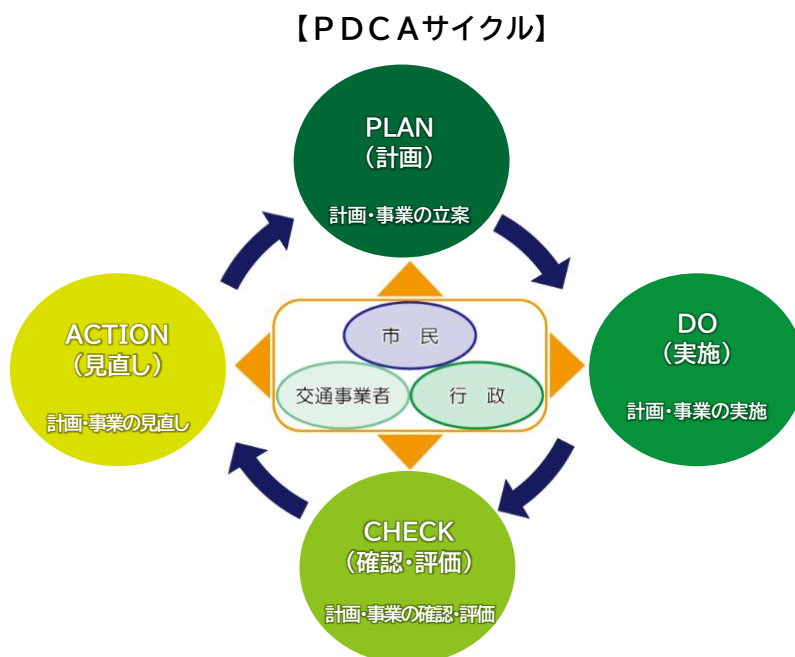 【ＰＤＣＡサイクル】
PLAN
（計画）
計画・事業の立案
DO
（実施）
計画・事業の実施
CHECK
（確認・評価）
計画・事業の確認・評価
ACTION
（見直し）
計画・事業の見直し
市　民
交通事業者
行　政